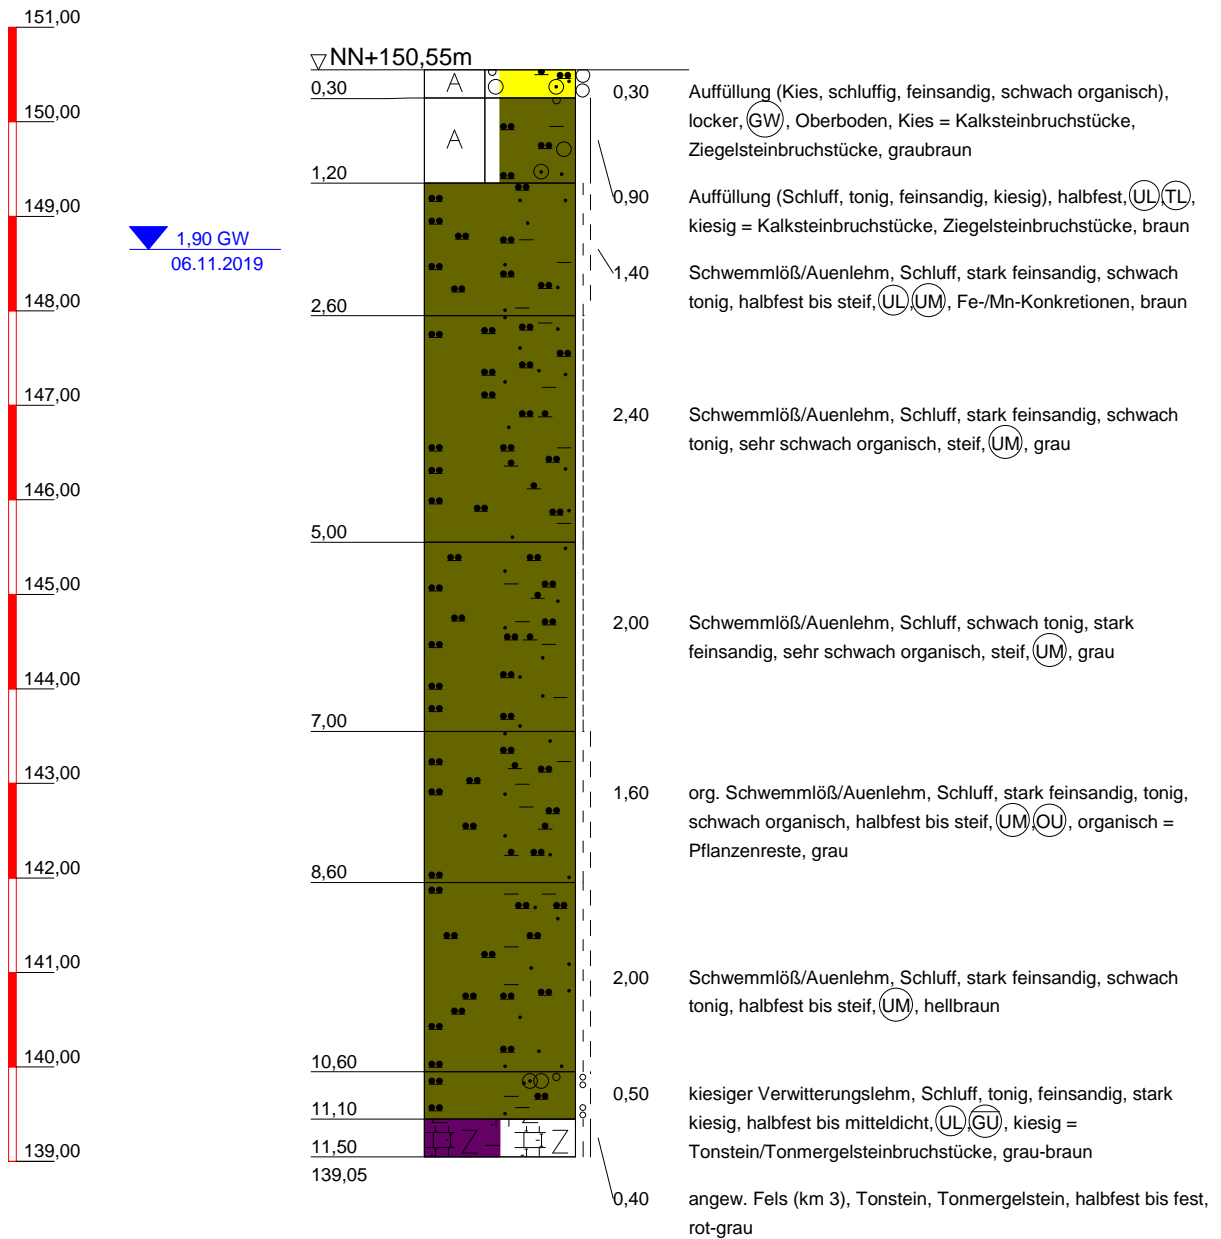 151,00
150,00
149,00
148,00
147,00
146,00
145,00
144,00
143,00
142,00
141,00
140,00
139,00
1,90 GW
06.11.2019
NN+150,55m
0,30
1,20
2,60
5,00
7,00
8,60
10,60
11,10
11,50
139,05
A
A
Z
Z
0,30 Auffüllung (Kies, schluffig, feinsandig, schwach organisch),
locker, GW, Oberboden, Kies = Kalksteinbruchstücke,
Ziegelsteinbruchstücke, graubraun
0,90 Auffüllung (Schluff, tonig, feinsandig, kiesig), halbfest, UL, TL,
kiesig = Kalksteinbruchstücke, Ziegelsteinbruchstücke, braun
1,40 Schwemmlöß/Auenlehm, Schluff, stark feinsandig, schwach
tonig, halbfest bis steif, UL, UM, Fe-/Mn-Konkretionen, braun
2,40 Schwemmlöß/Auenlehm, Schluff, stark feinsandig, schwach
tonig, sehr schwach organisch, steif, UM, grau
2,00 Schwemmlöß/Auenlehm, Schluff, schwach tonig, stark
feinsandig, sehr schwach organisch, steif, UM, grau
1,60 org. Schwemmlöß/Auenlehm, Schluff, stark feinsandig, tonig,
schwach organisch, halbfest bis steif, UM, OU, organisch =
Pflanzenreste, grau
2,00 Schwemmlöß/Auenlehm, Schluff, stark feinsandig, schwach
tonig, halbfest bis steif, UM, hellbraun
0,50 kiesiger Verwitterungslehm, Schluff, tonig, feinsandig, stark
kiesig, halbfest bis mitteldicht, UL, G̅U̅, kiesig =
Tonstein/Tonmergelsteinbruchstücke, grau-braun
0,40 angew. Fels (km 3), Tonstein, Tonmergelstein, halbfest bis fest,
rot-grau